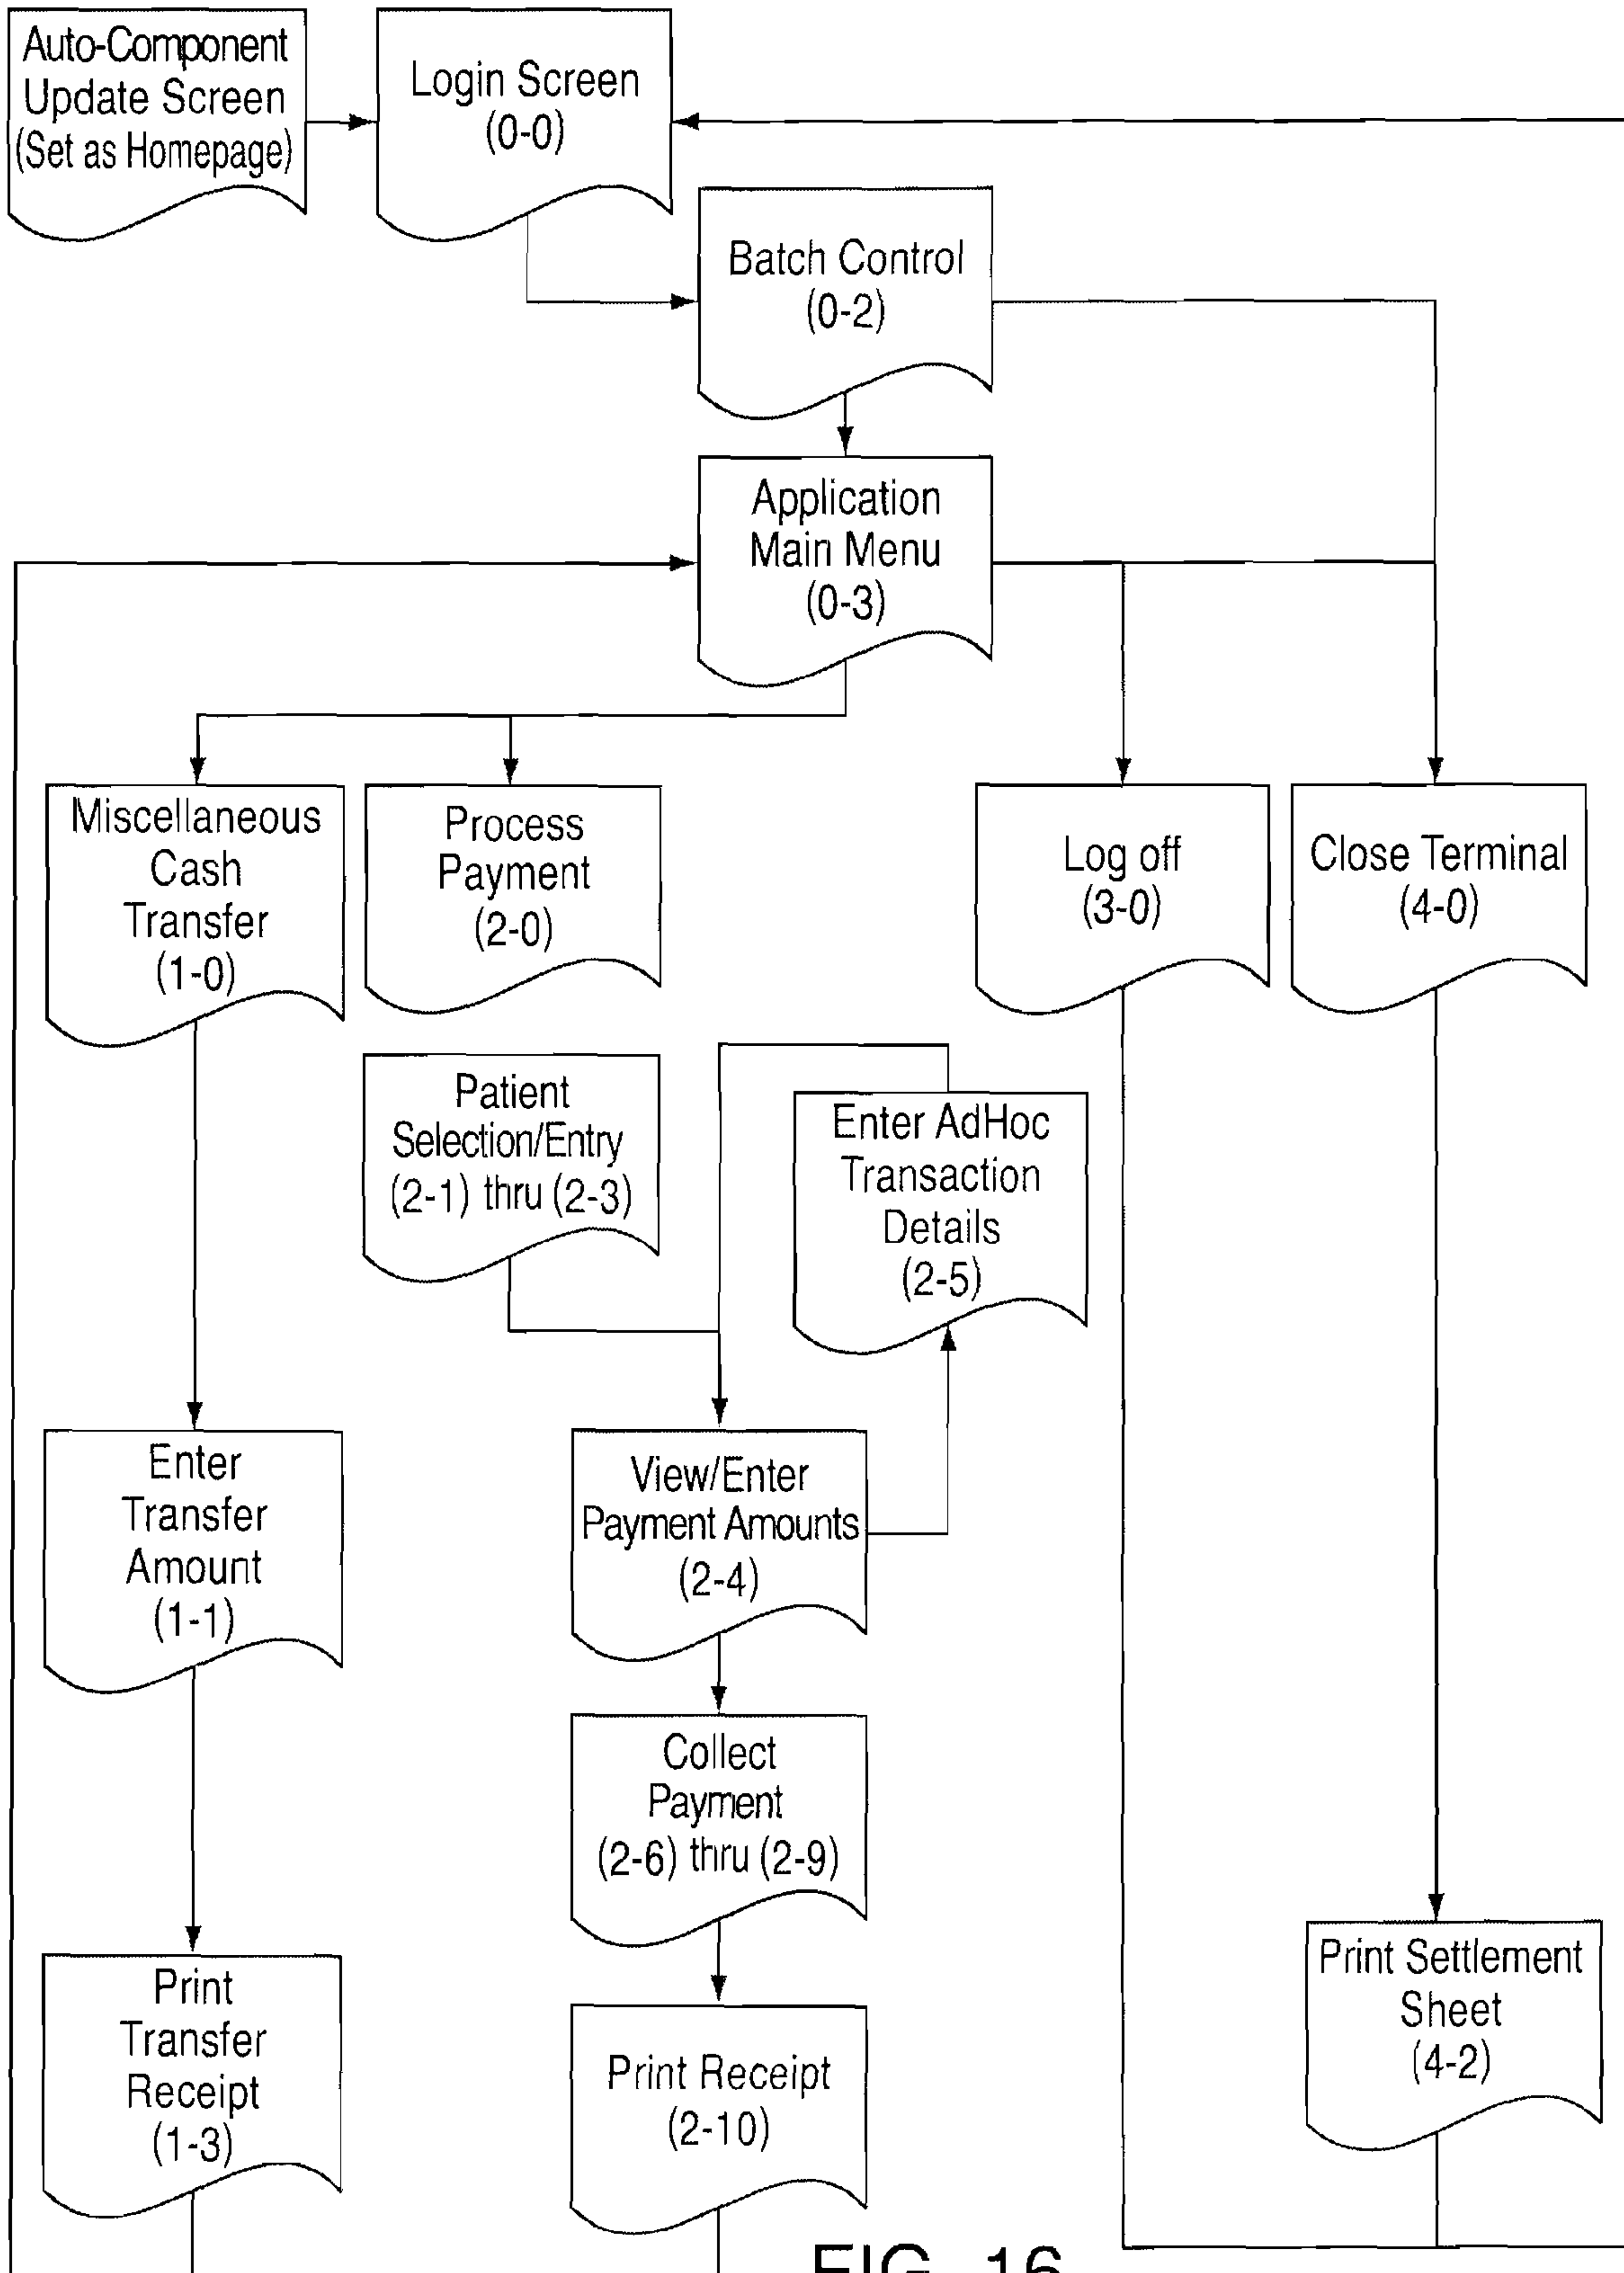 Auto-Component
Update Screen
(Set as Homepage)
Login Screen
(0-0)
Batch Control
(0-2)
Application
Main Menu
(0-3)
Miscellaneous
Cash
Transfer
(1-0)
Process
Payment
(2-0)
Log off
(3-0)
Close Terminal
(4-0)
Patient
Selection/Entry
(2-1) thru (2-3)
Enter AdHoc
Transaction
Details
(2-5)
Enter
Transfer
Amount
(1-1)
View/Enter
Payment Amounts
(2-4)
Collect
Payment
(2-6) thru (2-9)
Print
Transfer
Receipt
(1-3)
Print Receipt
(2-10)
Print Settlement
Sheet
(4-2)
FIG. 16